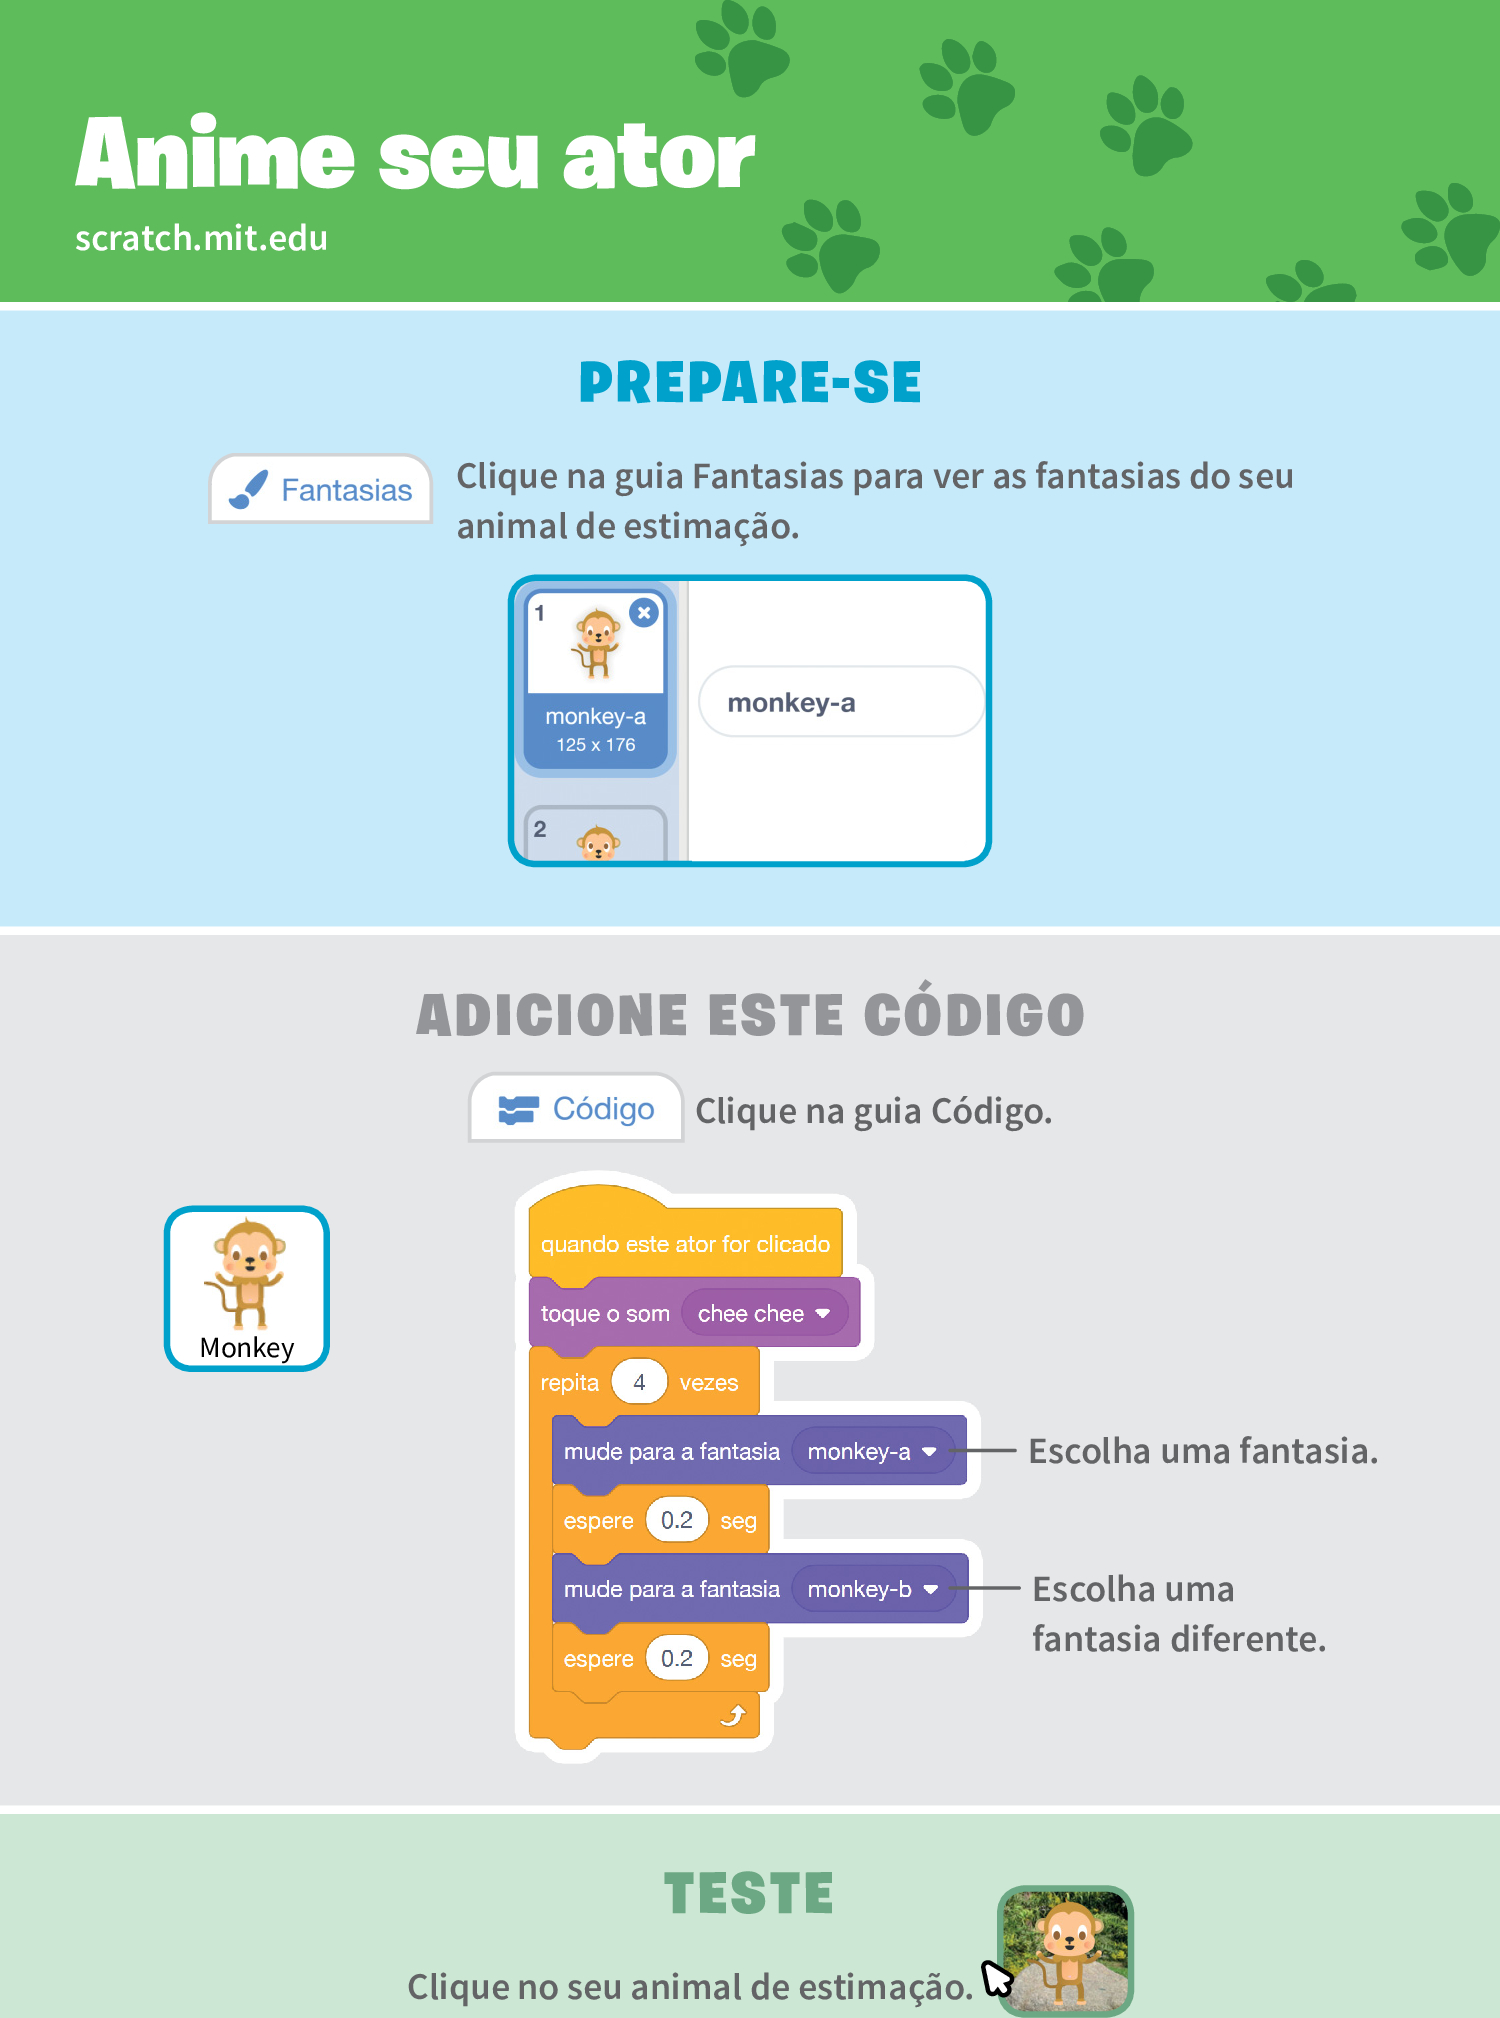 Anime seu ator
scratch.mit.edu
PREPARE-SE
Fantasias
Clique na guia Fantasias para ver as fantasias do seu
animal de estimação.
1
monkey-a
125 x 176
2
monkey-a
ADICIONE ESTE CÓDIGO
Código
Clique na guia Código.
Monkey
quando este ator for clicado
toque o som chee chee
repita 4 vezes
mude para a fantasia monkey-a
Escolha uma fantasia.
espere 0.2 seg
mude para a fantasia monkey-b
Escolha uma
fantasia diferente.
espere 0.2 seg
TESTE
Clique no seu animal de estimação.